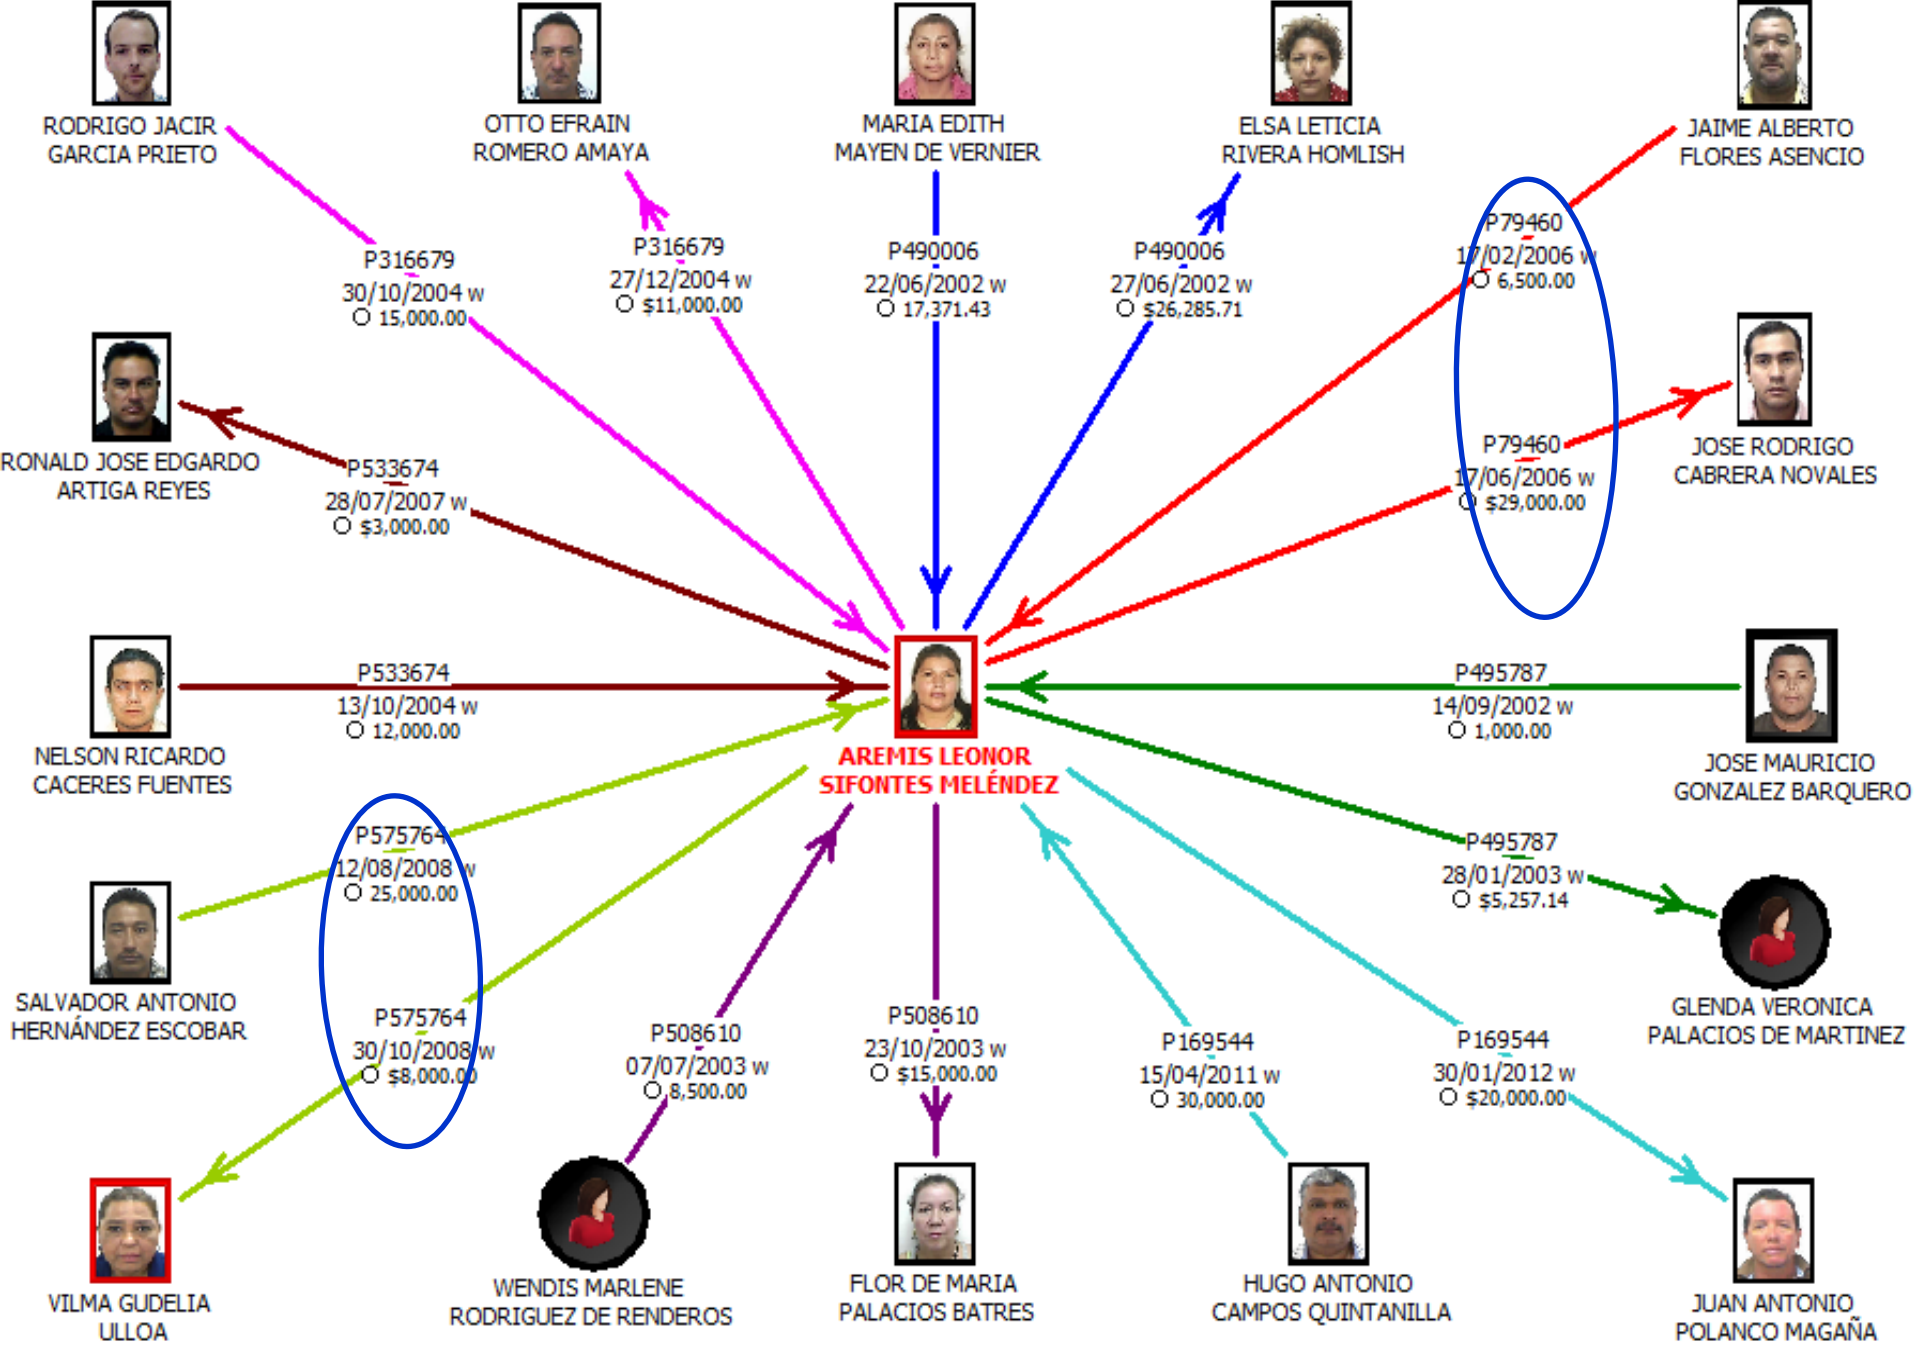 RODRIGO JACIR
GARCIA PRIETO
OTTO EFRAIN
ROMERO AMAYA
MARIA EDITH
MAYEN DE VERNIER
ELSA LETICIA
RIVERA HOMLISH
JAIME ALBERTO
FLORES ASENCIO
P316679
30/10/2004 w
15,000.00
P316679
27/12/2004 w
$11,000.00
P490006
22/06/2002 w
17,371.43
P490006
27/06/2002 w
$26,285.71
P79460
17/02/2006 w
6,500.00
RONALD JOSE EDGARDO
ARTIGA REYES
P533674
28/07/2007 w
$3,000.00
P79460
17/06/2006 w
$29,000.00
JOSE RODRIGO
CABRERA NOVALES
NELSON RICARDO
CACERES FUENTES
P533674
13/10/2004 w
12,000.00
AREMIS LEONOR
SIFONTES MELÉNDEZ
P495787
14/09/2002 w
1,000.00
JOSE MAURICIO
GONZALEZ BARQUERO
P575764
12/08/2008 w
25,000.00
SALVADOR ANTONIO
HERNÁNDEZ ESCOBAR
P495787
28/01/2003 w
$5,257.14
GLENDA VERONICA
PALACIOS DE MARTINEZ
P575764
30/10/2008 w
$8,000.00
P508610
07/07/2003 w
8,500.00
P508610
23/10/2003 w
$15,000.00
P169544
15/04/2011 w
30,000.00
P169544
30/01/2012 w
$20,000.00
VILMA GUDELIA
ULLOA
WENDIS MARLENE
RODRIGUEZ DE RENDEROS
FLOR DE MARIA
PALACIOS BATRES
HUGO ANTONIO
CAMPOS QUINTANILLA
JUAN ANTONIO
POLANCO MAGAÑA